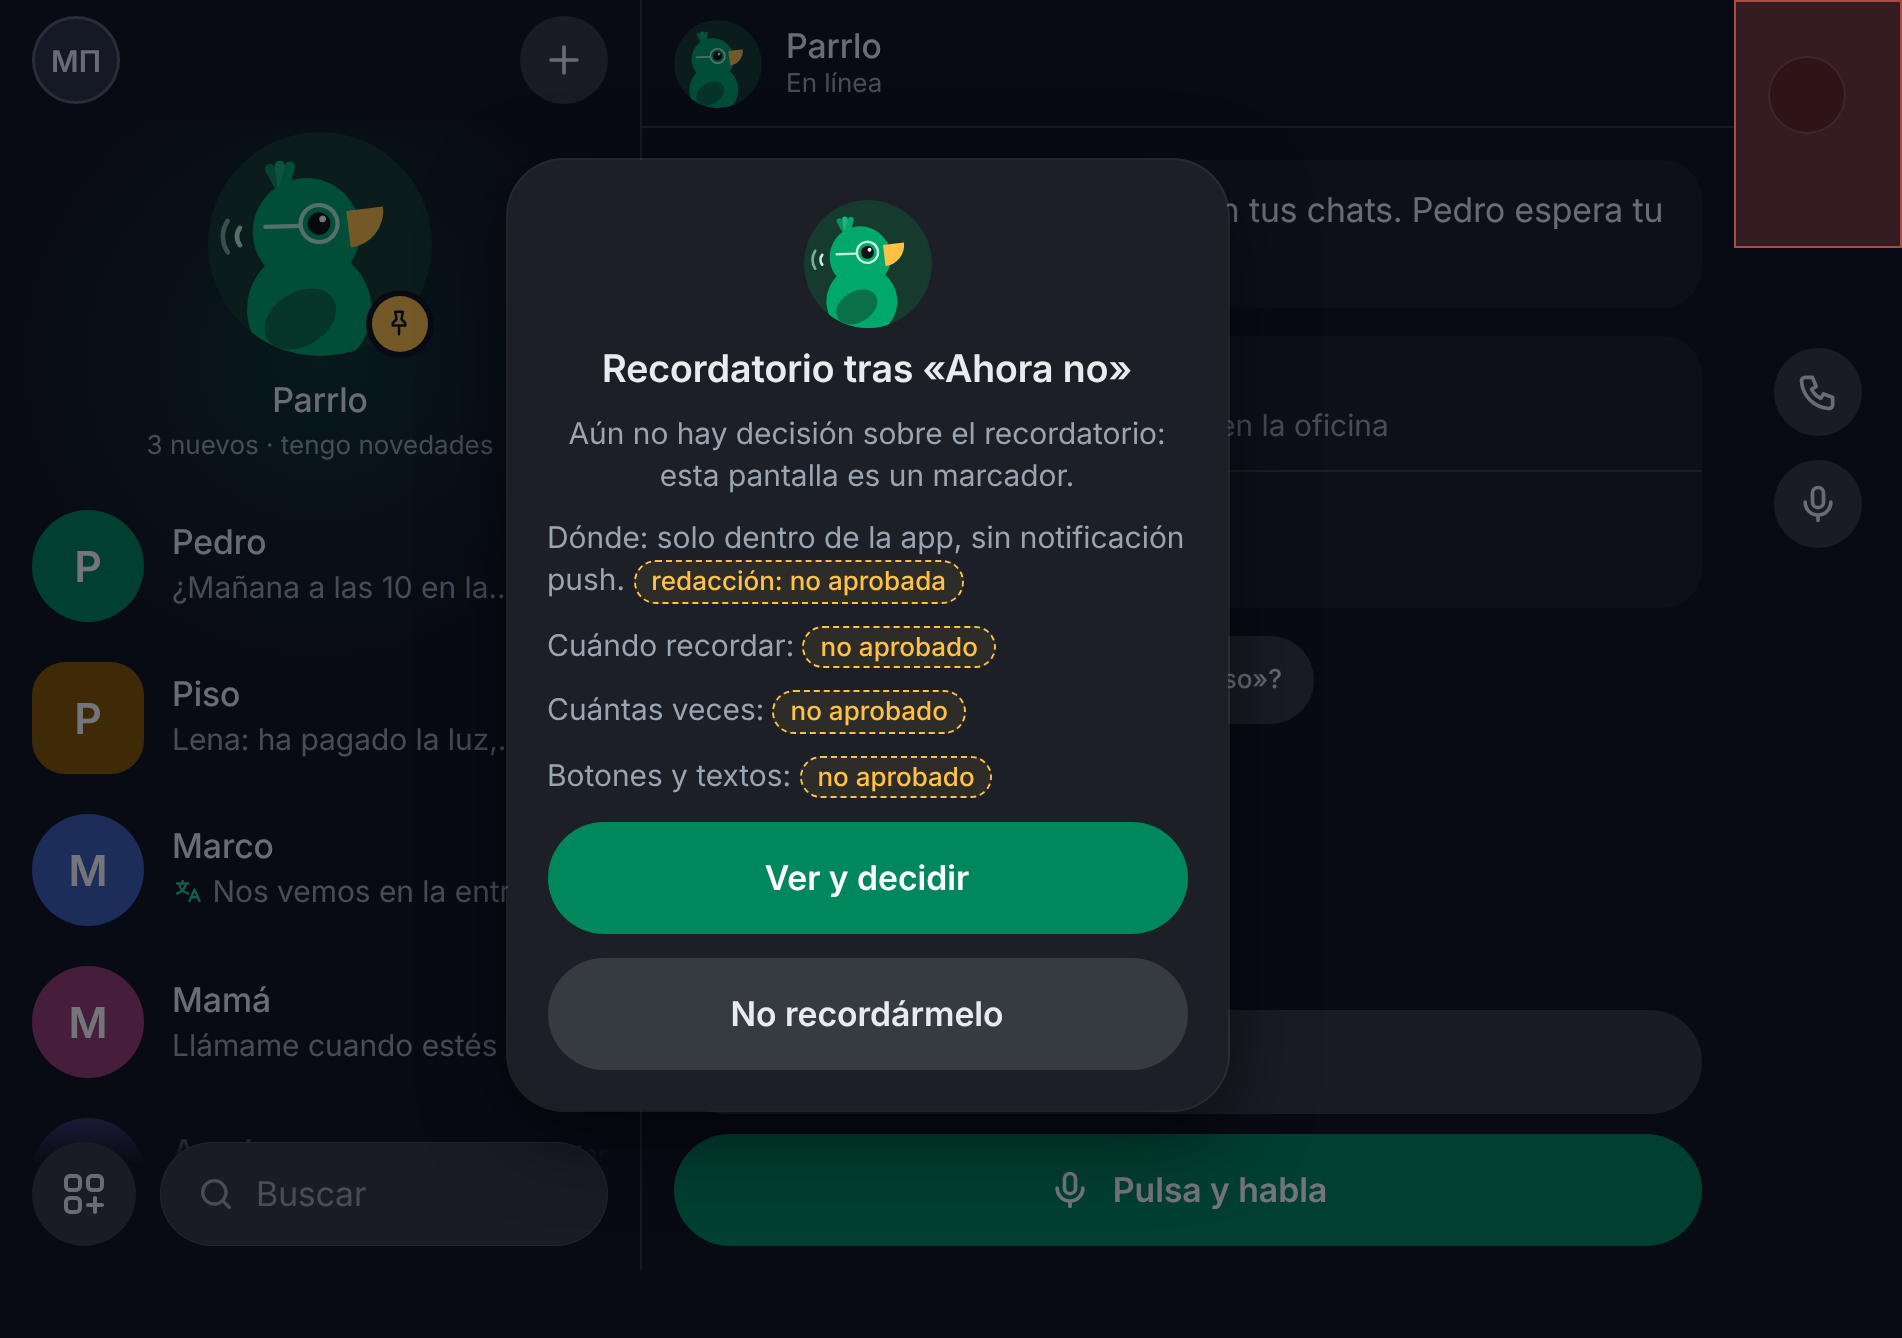 МП
Parrlo
3 nuevos · tengo novedades
P
Pedro
¿Mañana a las 10 en la...
P
Piso
Lena: ha pagado la luz,.
M
Marco
Nos vemos en la entr
M
Mamá
Llámame cuando estés
Buscar
Parrlo
En línea
tus chats. Pedro espera tu
en la oficina
so»?
Pulsa y habla
Recordatorio tras «Ahora no»
Aún no hay decisión sobre el recordatorio:
esta pantalla es un marcador.
Dónde: solo dentro de la app, sin notificación
push. redacción: no aprobada
Cuándo recordar: no aprobado
Cuántas veces: no aprobado
Botones y textos: no aprobado
Ver y decidir
No recordármelo